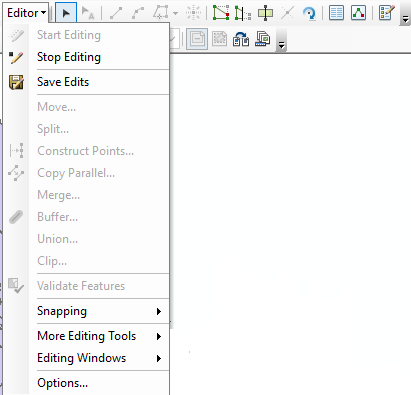 Editor
Start Editing
Stop Editing
Save Edits
Move...
Split...
Construct Points...
Copy Parallel...
Merge...
Buffer...
Union...
Clip...
Validate Features
Snapping
More Editing Tools
Editing Windows
Options...